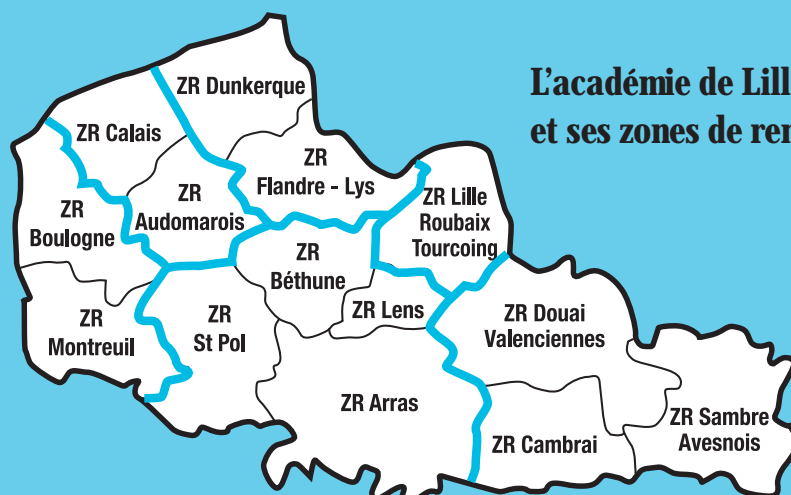 L'académie de Lill
et ses zones de rem
ZR Dunkerque
ZR Calais
ZR
Flandre - Lys
ZR
Audomarois
ZR Lille
Roubaix
Tourcoing
ZR
Boulogne
ZR
Béthune
ZR Lens
ZR Douai
Valenciennes
ZR
Montreuil
ZR
St Pol
ZR Arras
ZR Cambrai
ZR Sambre
Avesnois